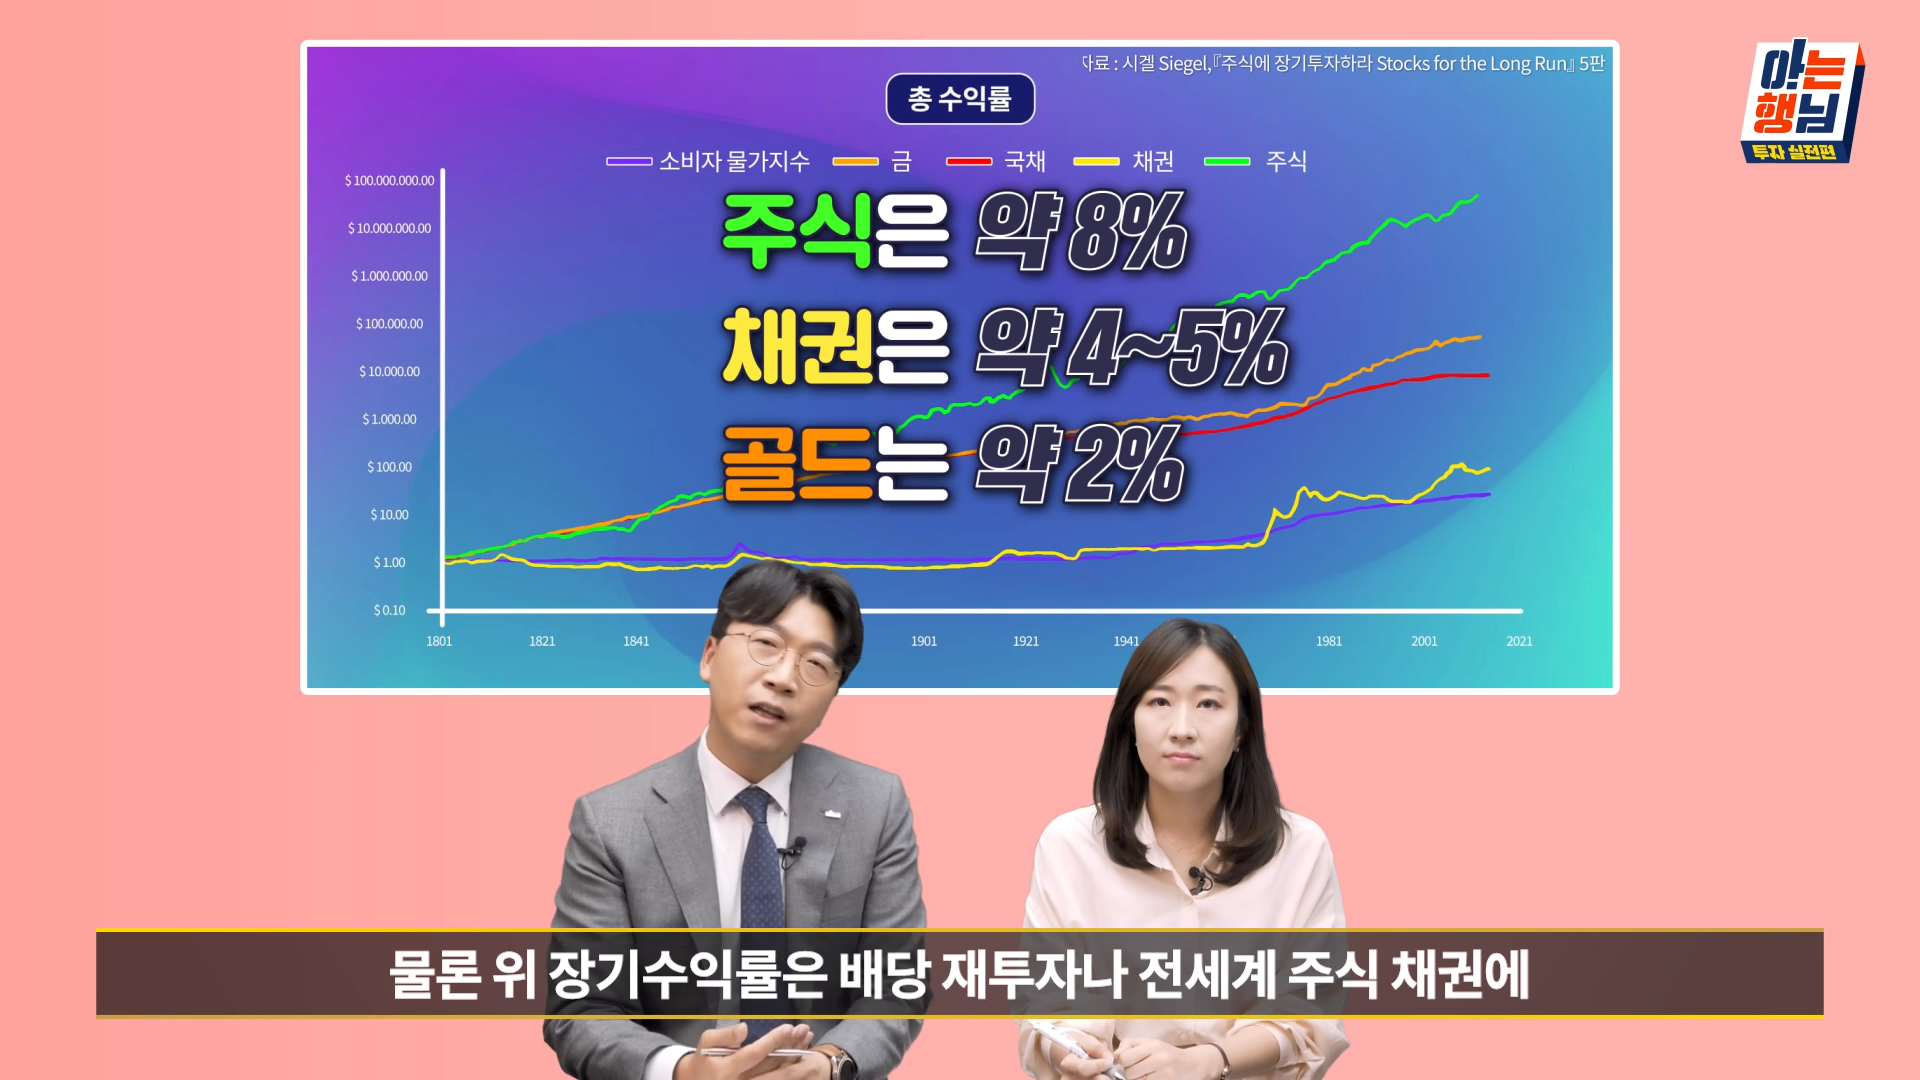 자료 : 시겔 Siegel,『주식에 장기투자하라 Stocks for the Long Run』 5판
아는
행님
투자 실전편
총 수익률
소비자 물가지수 금 국채 채권 주식
$ 100.000.000.00
$ 10.000.000.00
$ 1.000.000.00
$ 100.000.00
$ 10.000.00
$ 1.000.00
$ 100.00
$ 10.00
$ 1.00
$ 0.10
주식은 약 8%
채권은 약 4~5%
골드는 약 2%
1801 1821 1841 1901 1921 1941 1981 2001 2021
물론 위 장기수익률은 배당 재투자나 전세계 주식 채권에